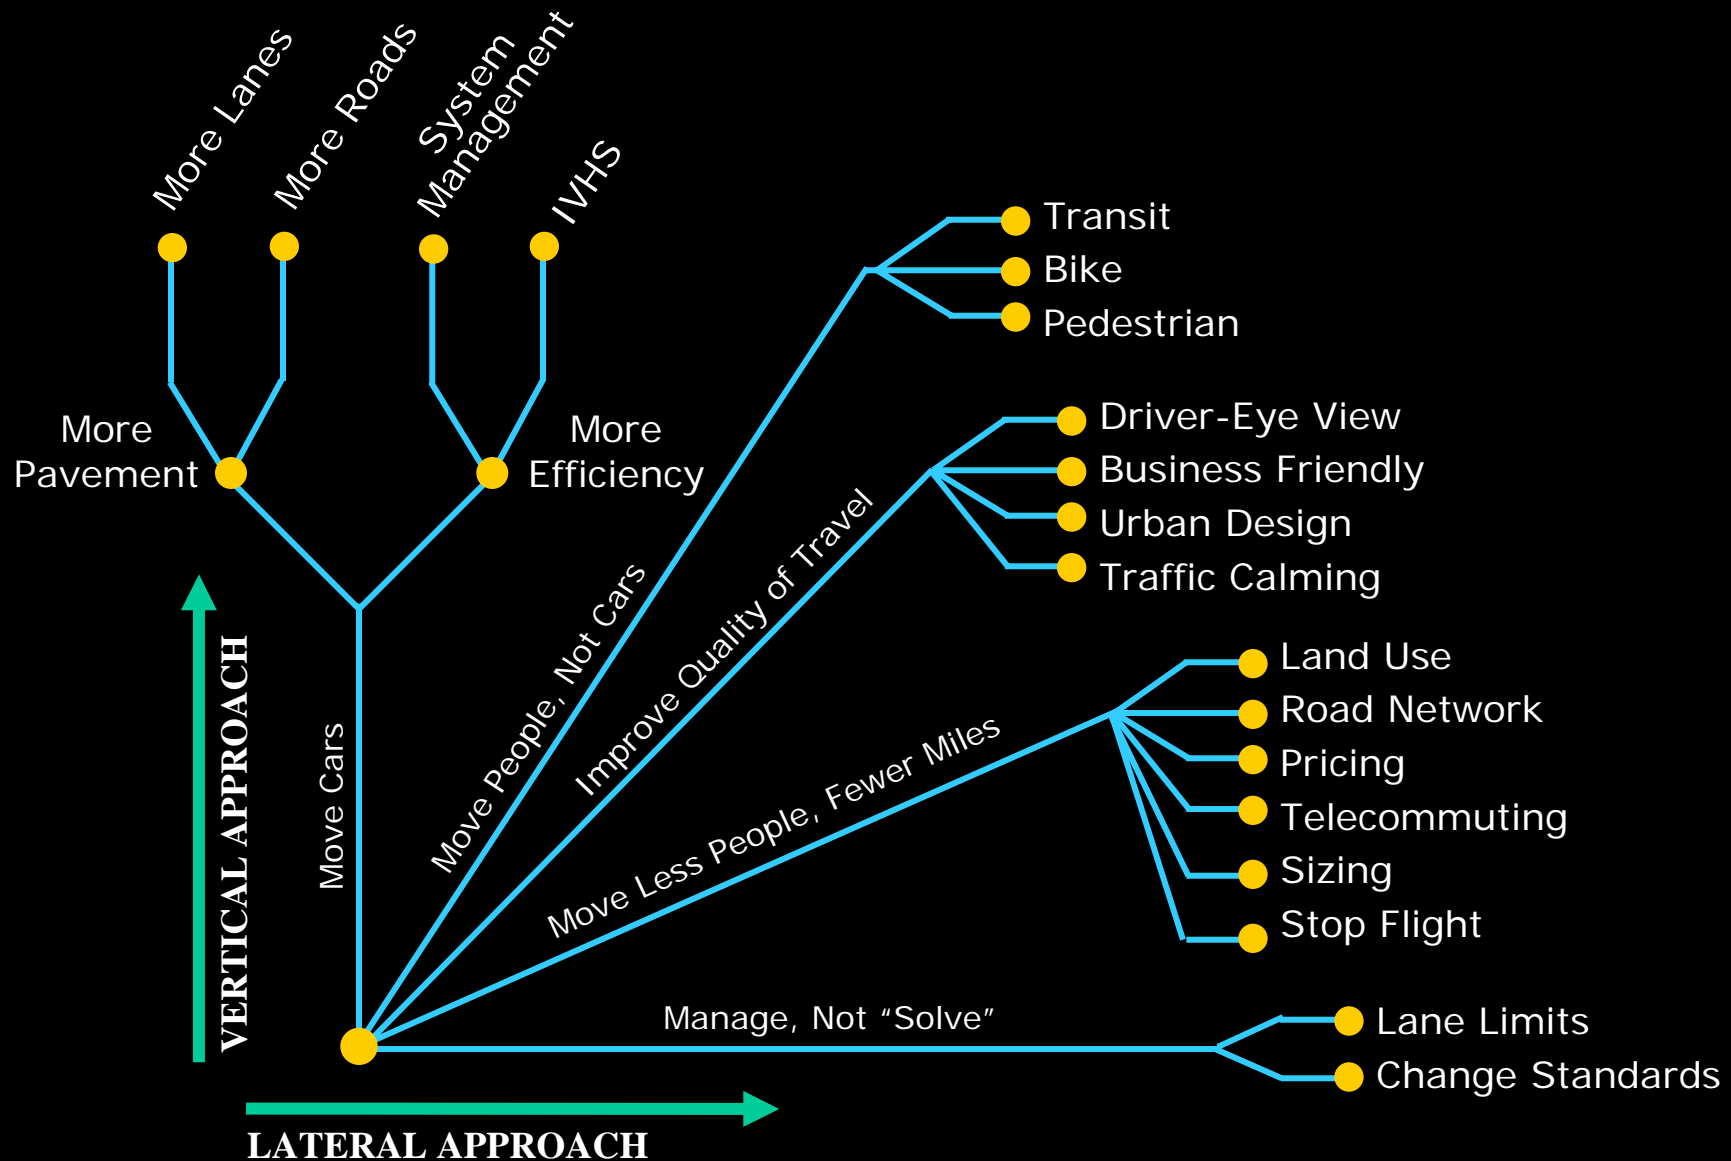 More Lanes
More Roads
System
Management
IVHS
More
Pavement
More
Efficiency
Move Cars
VERTICAL APPROACH
Move People, Not Cars
Transit
Bike
Pedestrian
Improve Quality of Travel
Driver-Eye View
Business Friendly
Urban Design
Traffic Calming
Move Less People, Fewer Miles
Land Use
Road Network
Pricing
Telecommuting
Sizing
Stop Flight
Manage, Not “Solve”
Lane Limits
Change Standards
LATERAL APPROACH